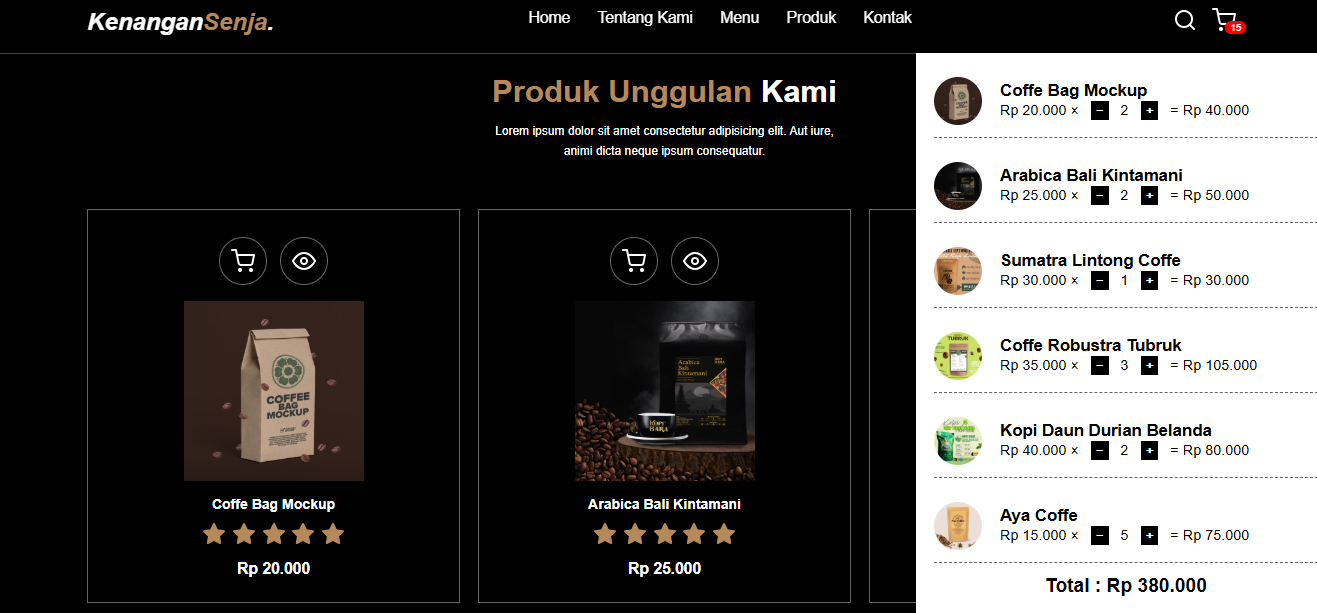 KenanganSenja.
Home Tentang Kami Menu Produk Kontak
15
Produk Unggulan Kami
Lorem ipsum dolor sit amet consectetur adipisicing elit. Aut iure,
animi dicta neque ipsum consequatur.
COFFEE
BAG
MOCKUP
Coffe Bag Mockup
Rp 20.000
Arabica
Bali
Kintamani
KOPI
BARA
Arabica Bali Kintamani
Rp 25.000
Coffe Bag Mockup
Rp 20.000 × − 2 + = Rp 40.000
Arabica Bali Kintamani
Rp 25.000 × − 2 + = Rp 50.000
Sumatra Lintong Coffe
Rp 30.000 × − 1 + = Rp 30.000
TUBRUK
Coffe Robustra Tubruk
Rp 35.000 × − 3 + = Rp 105.000
Kopi Daun Durian Belanda
Rp 40.000 × − 2 + = Rp 80.000
Aya Coffe
Rp 15.000 × − 5 + = Rp 75.000
Total : Rp 380.000